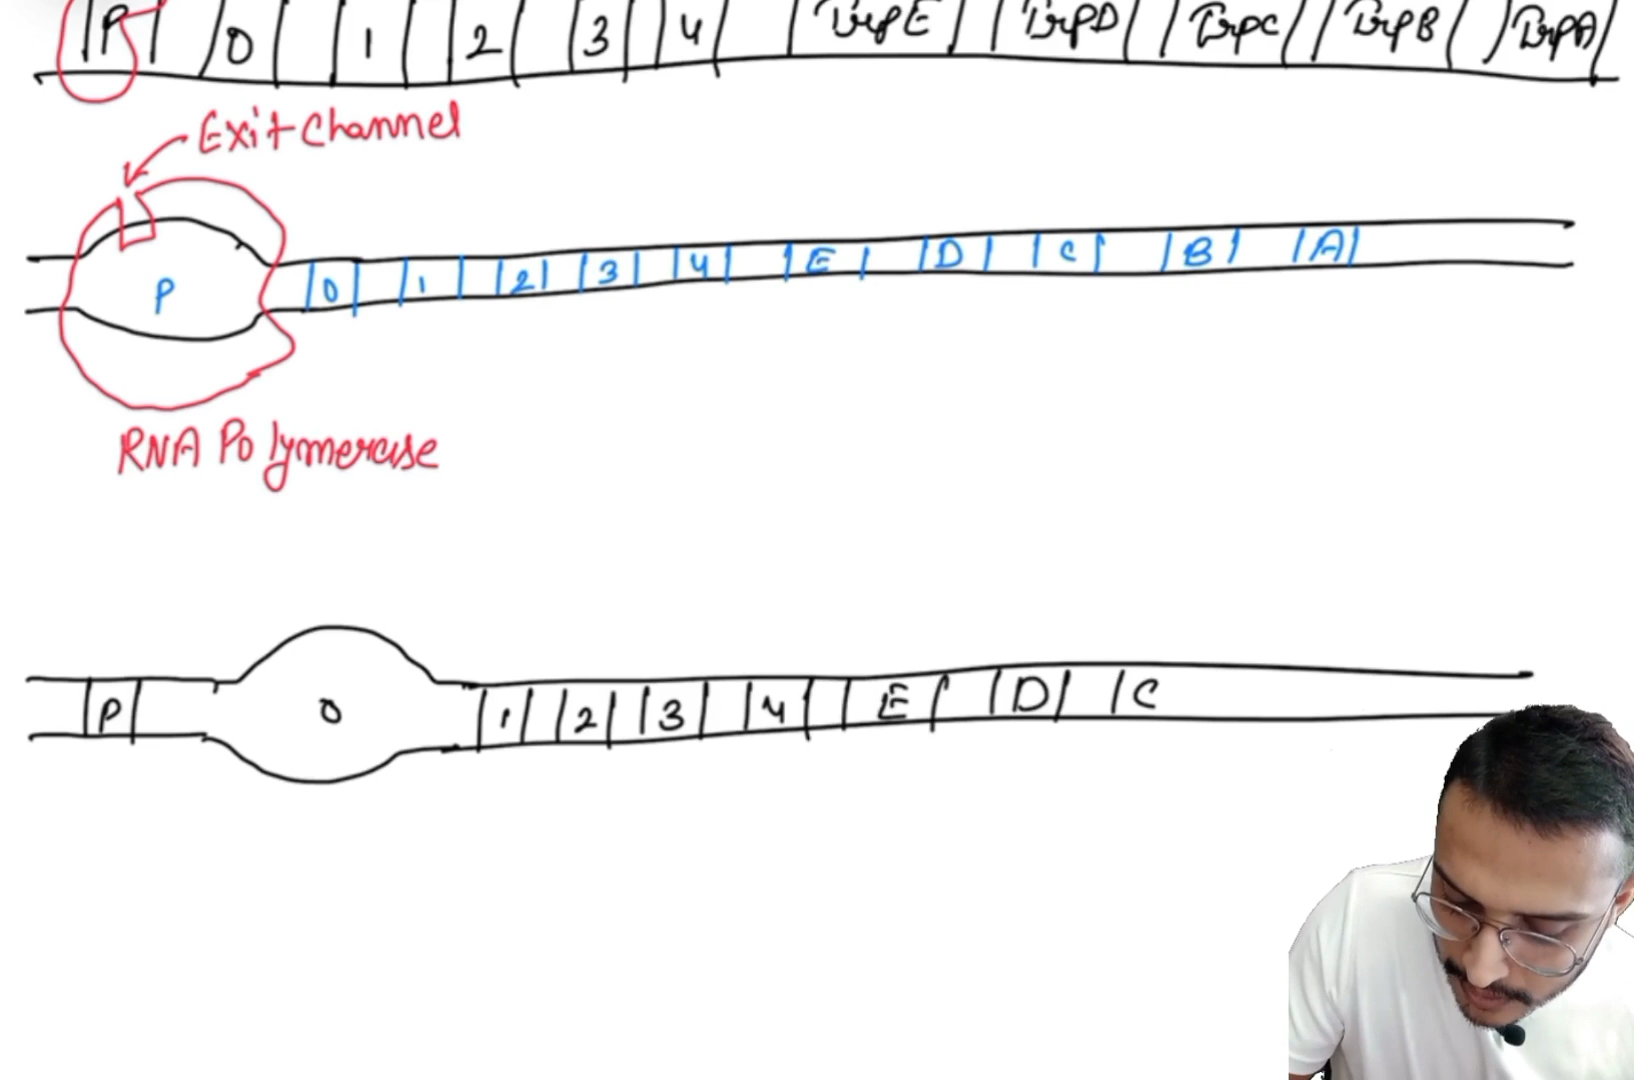 P 0 1 2 3 4 TrpE TrpD TrpC TrpB TrpA
Exit Channel
P 0 1 2 3 4 E D C B A
RNA Polymerase
P 0 1 2 3 4 E D C